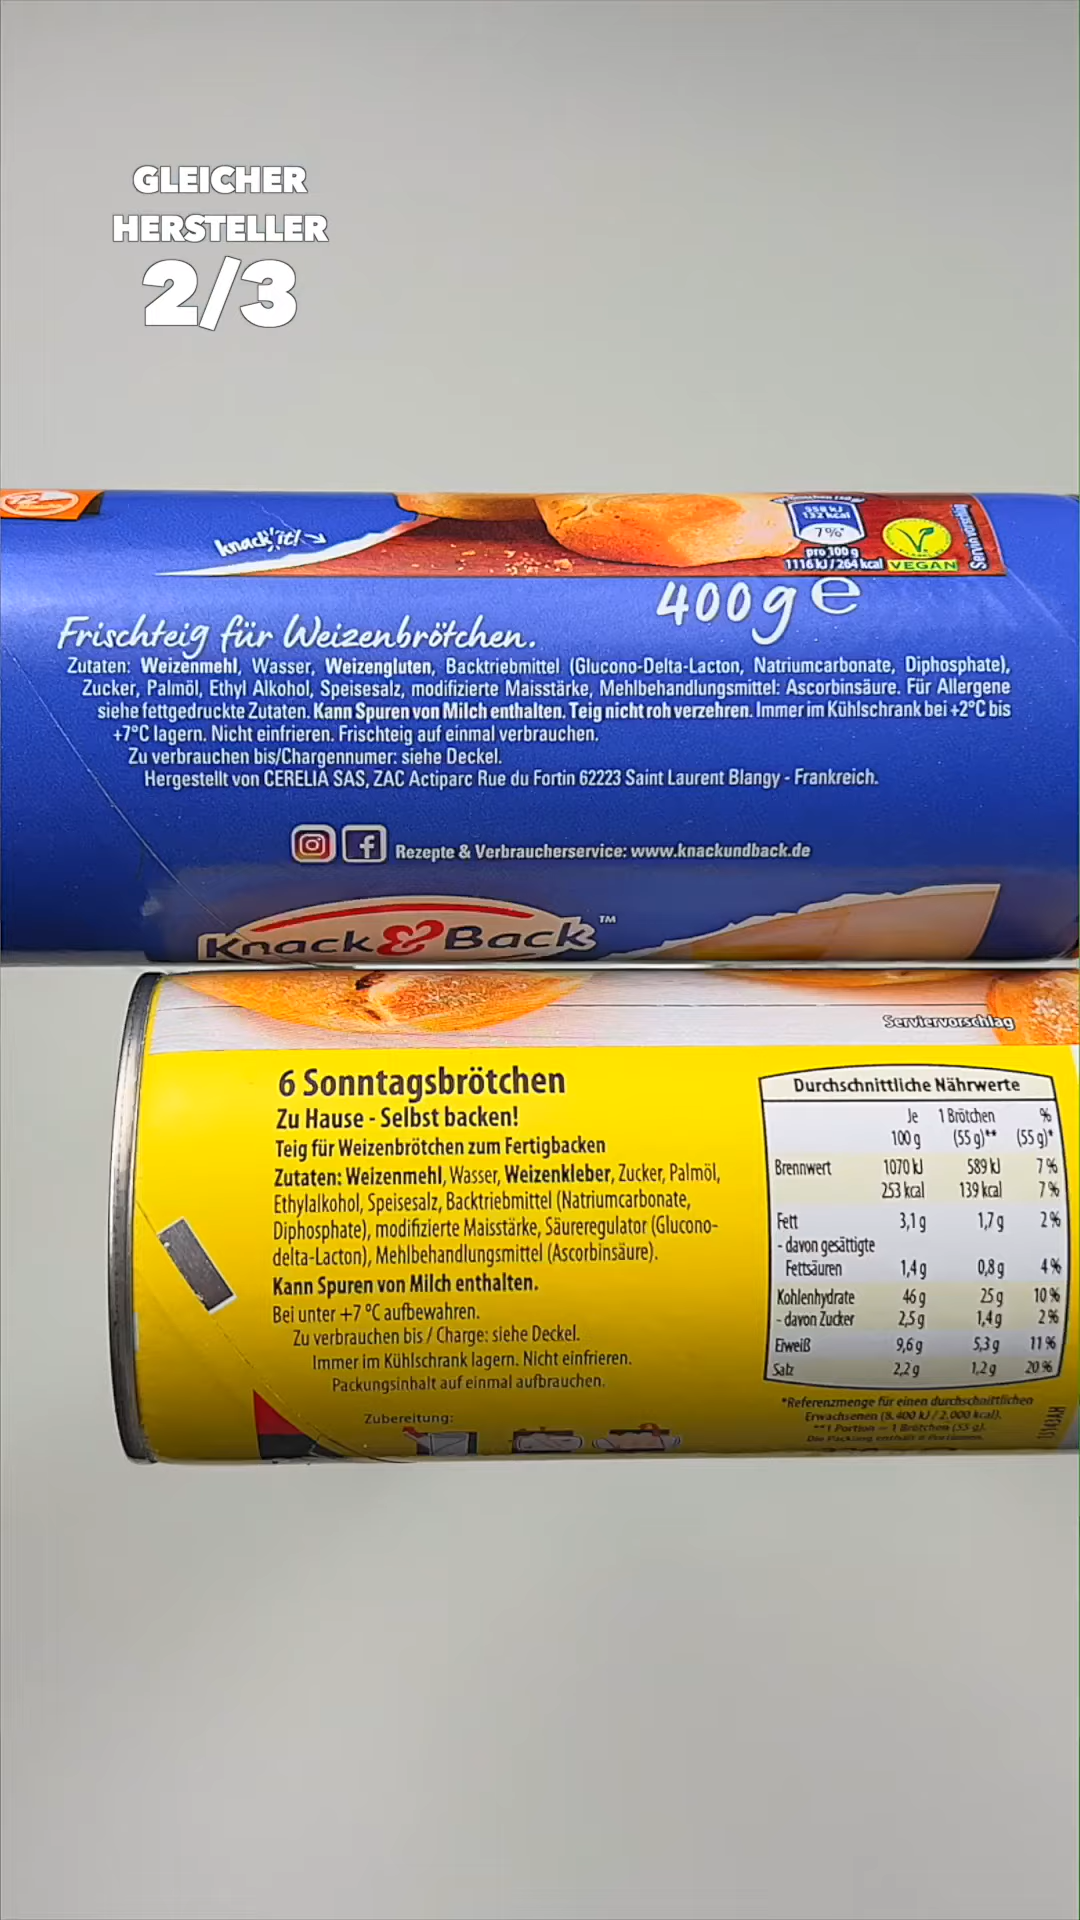 GLEICHER
HERSTELLER
2/3
knack it!
132 kcal
7%*
pro 100 g
1116 kJ / 264 kcal
VEGAN
Serviervorschlag
400g e
Frischteig für Weizenbrötchen.
Zutaten: Weizenmehl, Wasser, Weizengluten, Backtriebmittel (Glucono-Delta-Lacton, Natriumcarbonate, Diphosphate),
Zucker, Palmöl, Ethyl Alkohol, Speisesalz, modifizierte Maisstärke, Mehlbehandlungsmittel: Ascorbinsäure. Für Allergene
siehe fettgedruckte Zutaten. Kann Spuren von Milch enthalten. Teig nicht roh verzehren. Immer im Kühlschrank bei +2°C bis
+7°C lagern. Nicht einfrieren. Frischteig auf einmal verbrauchen.
Zu verbrauchen bis/Chargennumer: siehe Deckel.
Hergestellt von CERELIA SAS, ZAC Actiparc Rue du Fortin 62223 Saint Laurent Blangy - Frankreich.
Rezepte & Verbraucherservice: www.knackundback.de
Knack & Back™
Serviervorschlag
6 Sonntagsbrötchen
Zu Hause - Selbst backen!
Teig für Weizenbrötchen zum Fertigbacken
Zutaten: Weizenmehl, Wasser, Weizenkleber, Zucker, Palmöl,
Ethylalkohol, Speisesalz, Backtriebmittel (Natriumcarbonate,
Diphosphate), modifizierte Maisstärke, Säureregulator (Glucono-
delta-Lacton), Mehlbehandlungsmittel (Ascorbinsäure).
Kann Spuren von Milch enthalten.
Bei unter +7 °C aufbewahren.
Zu verbrauchen bis / Charge: siehe Deckel.
Immer im Kühlschrank lagern. Nicht einfrieren.
Packungsinhalt auf einmal aufbrauchen.
Zubereitung:
Durchschnittliche Nährwerte
Je 1 Brötchen %
100 g (55 g)** (55 g)*
Brennwert 1070 kJ 589 kJ 7 %
253 kcal 139 kcal 7 %
Fett 3,1 g 1,7 g 2 %
- davon gesättigte
Fettsäuren 1,4 g 0,8 g 4 %
Kohlenhydrate 46 g 25 g 10 %
- davon Zucker 2,5 g 1,4 g 2 %
Eiweiß 9,6 g 5,3 g 11 %
Salz 2,2 g 1,2 g 20 %
*Referenzmenge für einen durchschnittlichen
Erwachsenen (8.400 kJ / 2.000 kcal).
**1 Portion = 1 Brötchen (55 g).